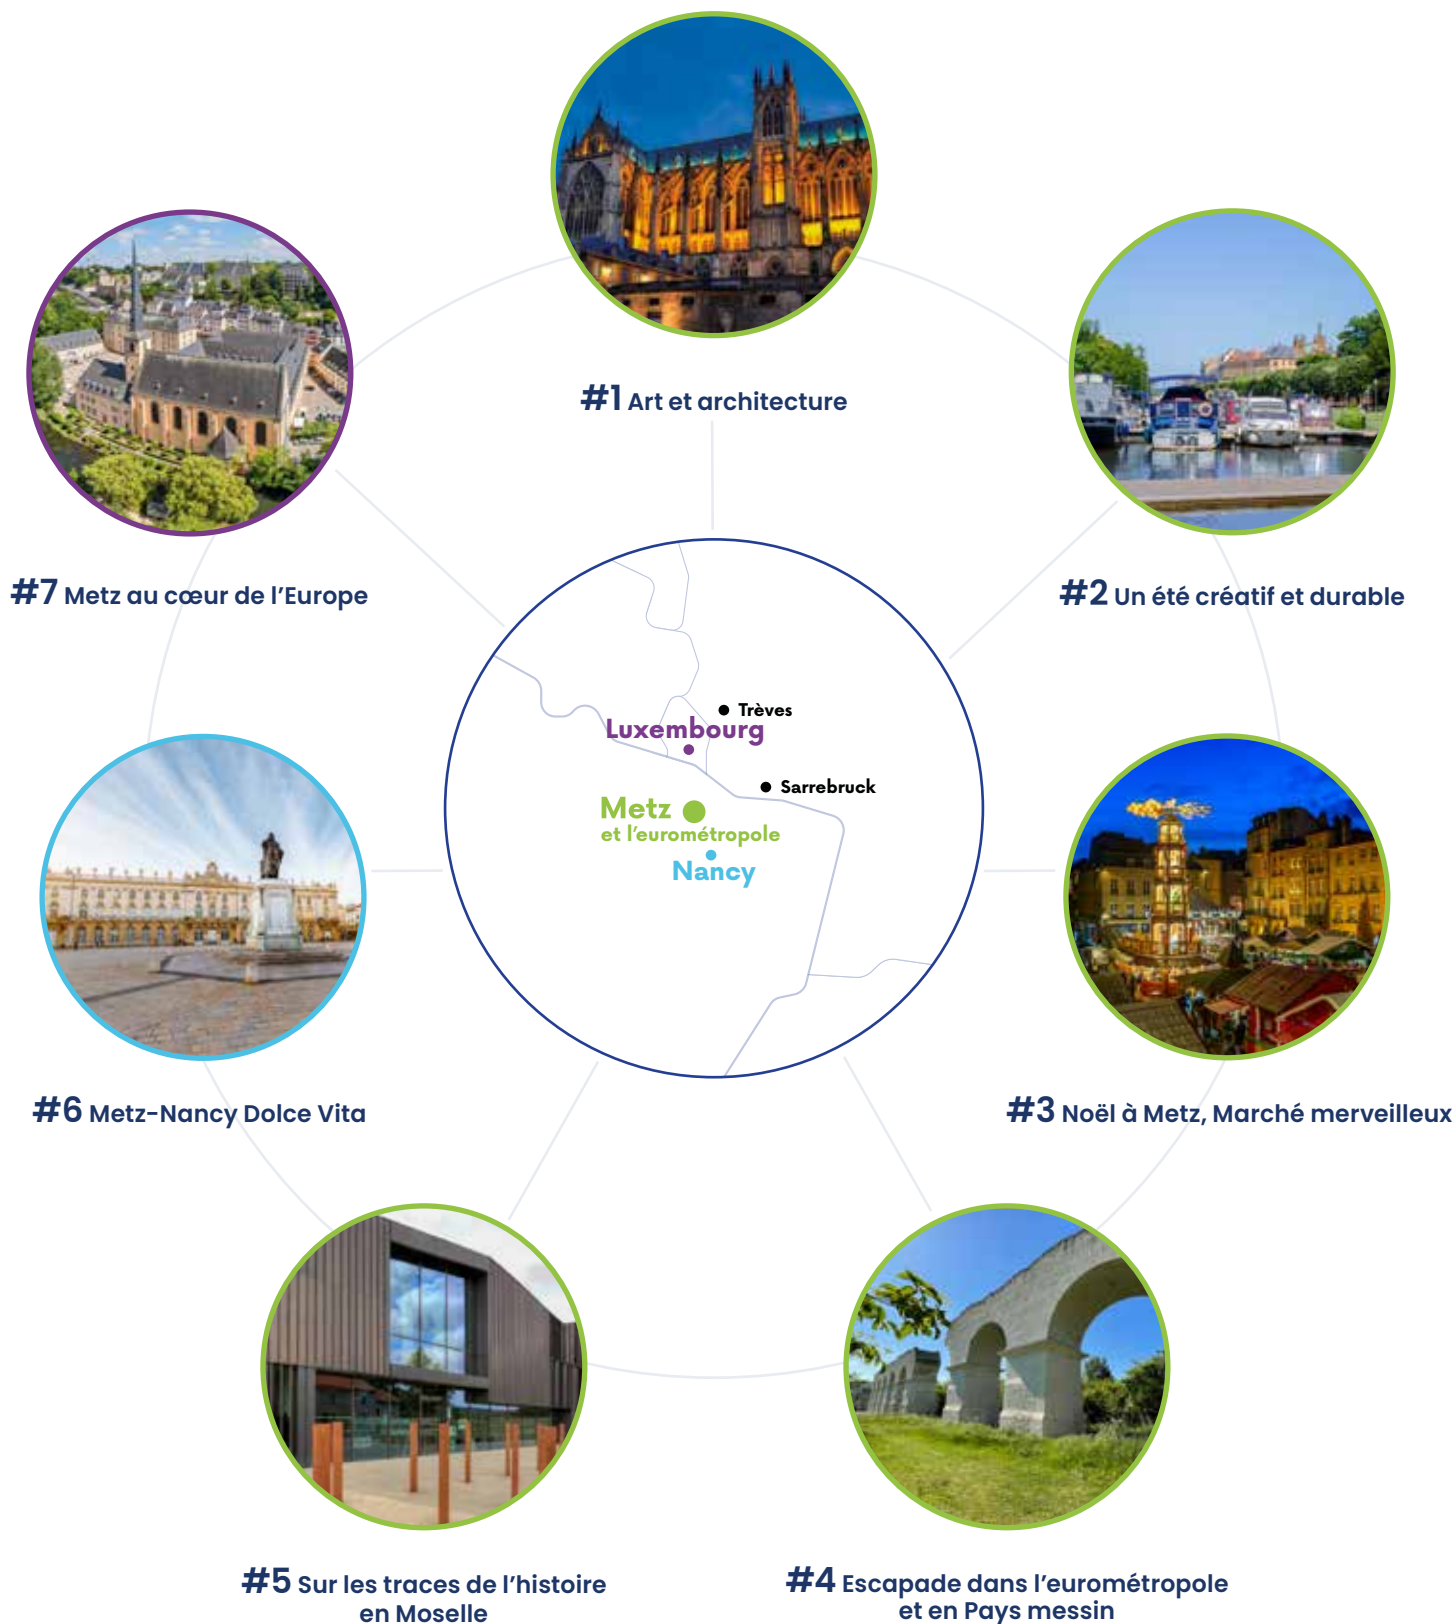 #1 Art et architecture
#2 Un été créatif et durable
#3 Noël à Metz, Marché merveilleux
#4 Escapade dans l'eurométropole
et en Pays messin
#5 Sur les traces de l'histoire
en Moselle
#6 Metz-Nancy Dolce Vita
#7 Metz au cœur de l'Europe
Trèves
Luxembourg
Sarrebruck
Metz
et l'eurométropole
Nancy